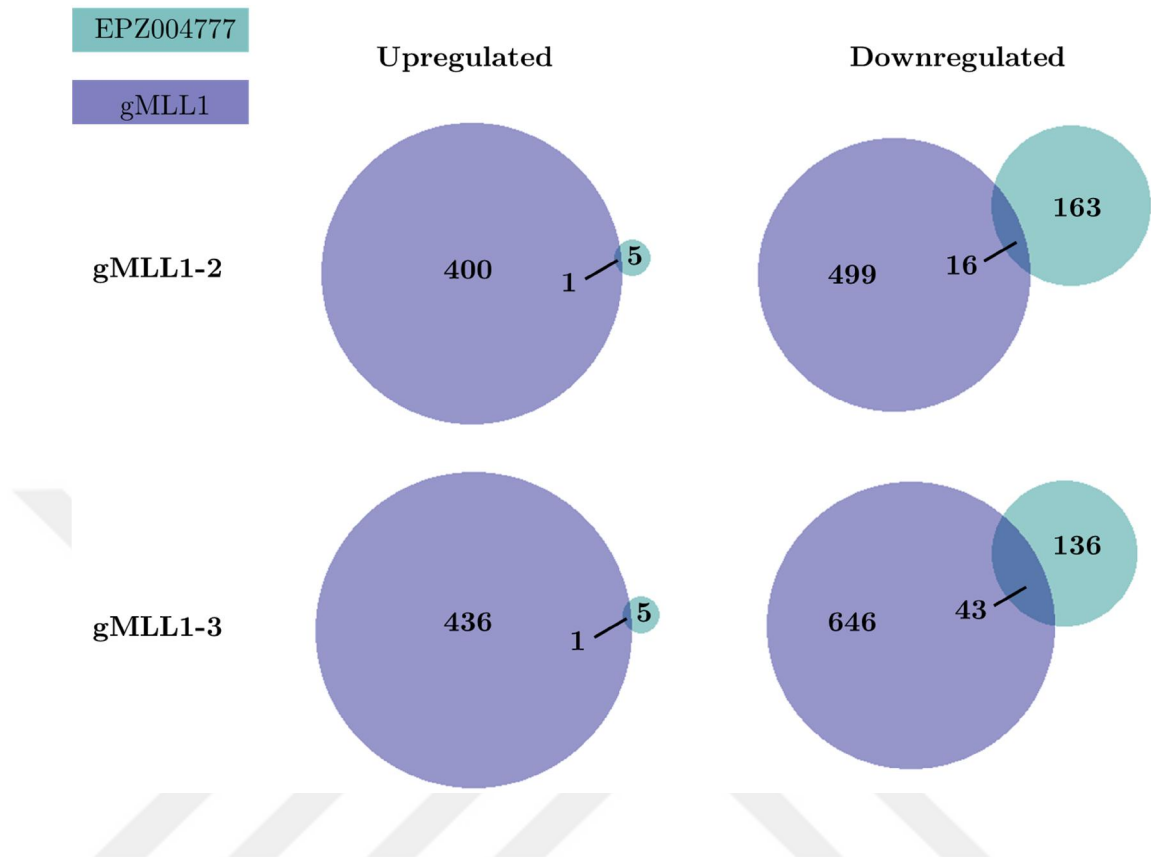 EPZ004777
gMLL1
Upregulated
Downregulated
gMLL1-2
400
1
5
499
16
163
gMLL1-3
436
1
5
646
43
136